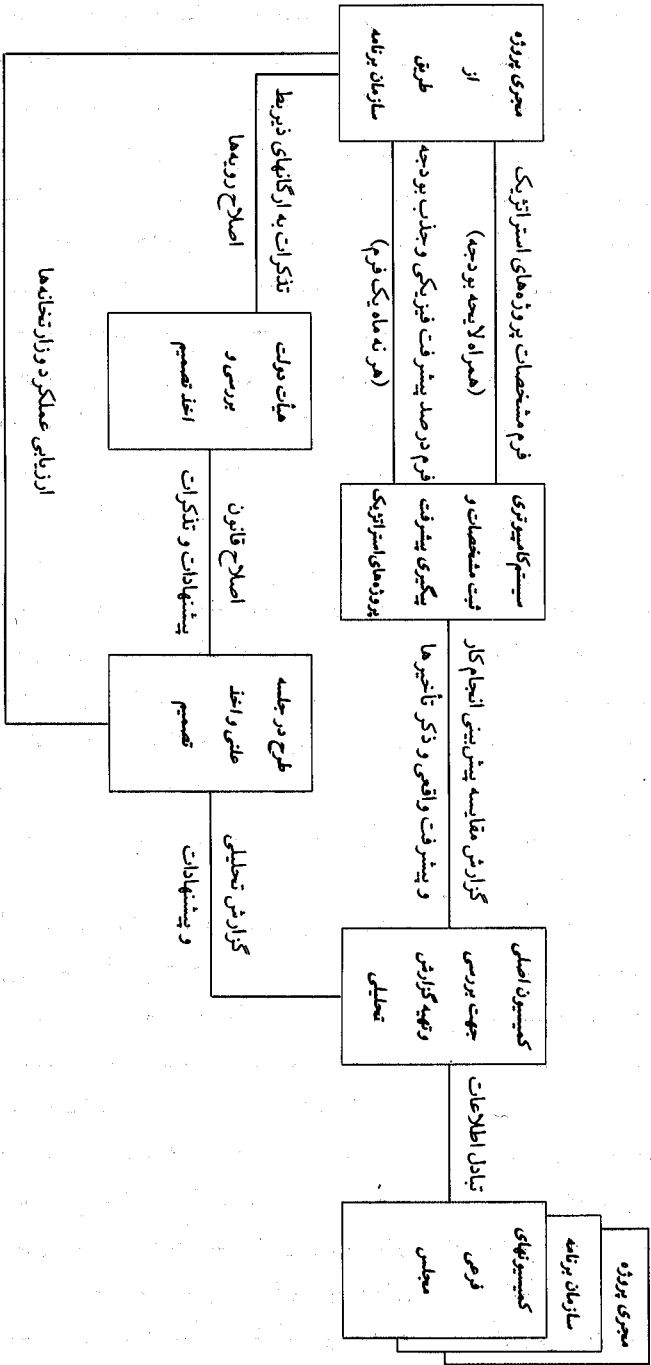 مجری پروژه
از
طریق
سازمان برنامه
فرم مشخصات پروژه‌های استراتژیک
(همراه لایحه بودجه)
فرم درصد پیشرفت فیزیکی و جذب بودجه
(هر نه ماه یک فرم)
سیستم کامپیوتری
ثبت مشخصات و
پیگیری پیشرفت
پروژه‌های استراتژیک
گزارش مقایسه پیش‌بینی انجام کار
و پیشرفت واقعی و ذکر تأخیرها
کمیسیون اصلی
جهت بررسی
و تهیه گزارش
تحلیلی
تبادل اطلاعات
مجری پروژه
سازمان برنامه
کمیسیونهای
فرعی
مجلس
تذکرات به ارگانهای ذیربط
اصلاح رویه‌ها
هیأت دولت
بررسی و
اخذ تصمیم
اصلاح قانون
پیشنهادات و تذکرات
طرح در جلسه
علنی و اخذ
تصمیم
گزارش تحلیلی
و پیشنهادات
ارزیابی عملکرد وزارتخانه‌ها